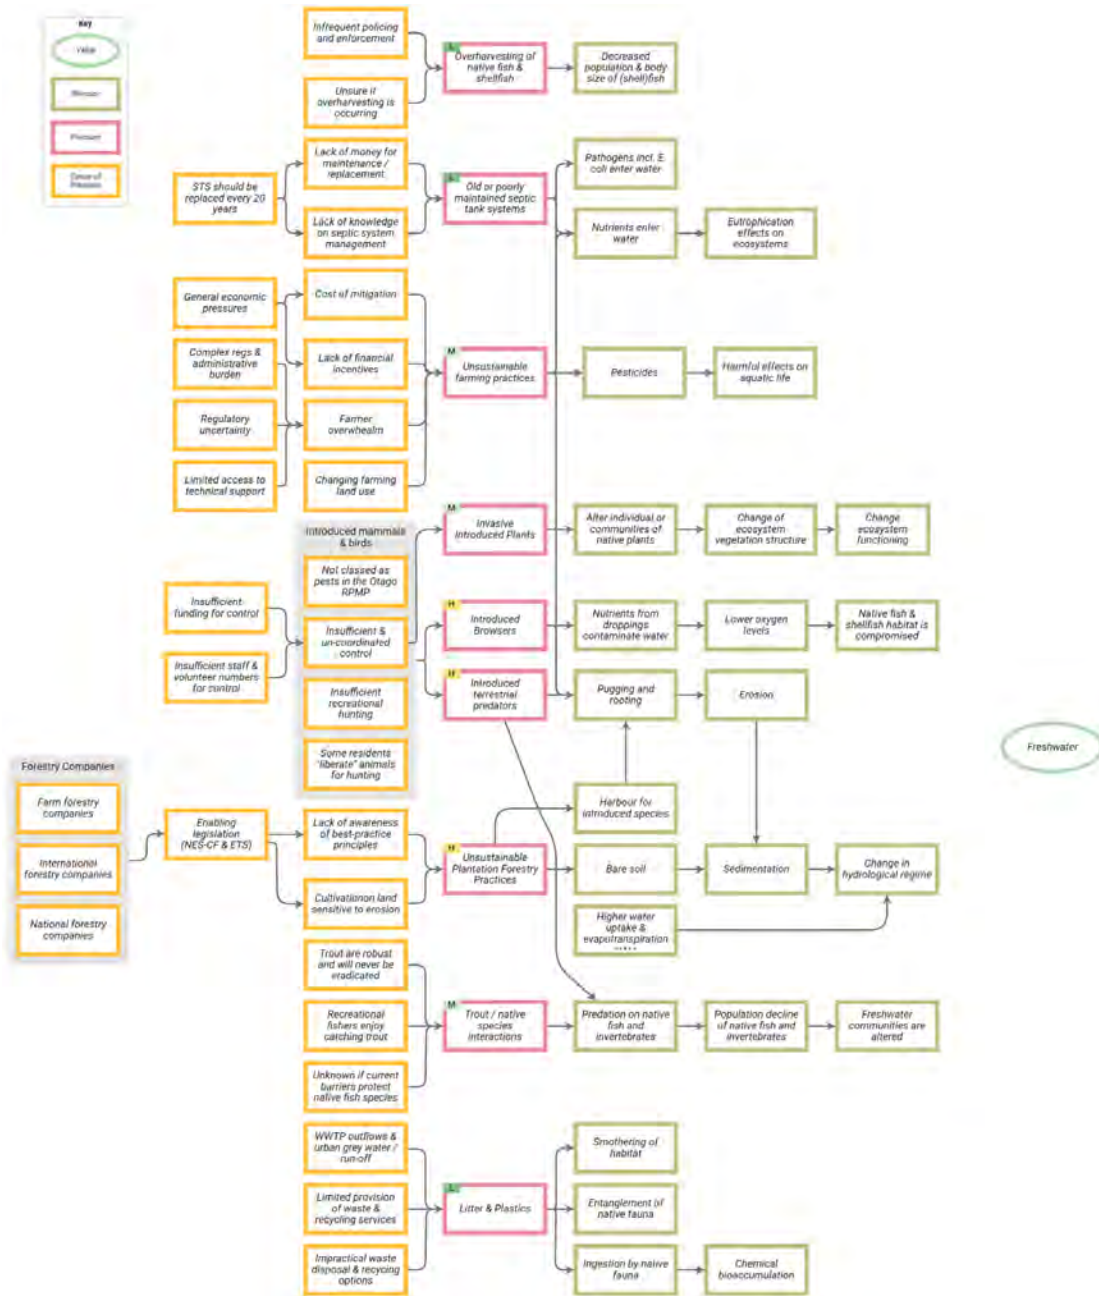 Key
Value
Stressor
Pressure
Cause of
Pressure
Infrequent policing
and enforcement
Unsure if
overharvesting is
occurring
L
Overharvesting of
native fish &
shellfish
Decreased
population & body
size of (shell)fish
STS should be
replaced every 20
years
Lack of money for
maintenance /
replacement
Lack of knowledge
on septic system
management
L
Old or poorly
maintained septic
tank systems
Pathogens incl. E.
coli enter water
Nutrients enter
water
Eutrophication
effects on
ecosystems
General economic
pressures
Complex regs &
administrative
burden
Regulatory
uncertainty
Limited access to
technical support
Cost of mitigation
Lack of financial
incentives
Farmer
overwhealm
Changing farming
land use
M
Unsustainable
farming practices
Pesticides
Harmful effects on
aquatic life
Introduced mammals
& birds
Not classed as
pests in the Otago
RPMP
Insufficient &
un-coordinated
control
Insufficient
recreational
hunting
Some residents
"liberate" animals
for hunting
Insufficient
funding for control
Insufficient staff &
volunteer numbers
for control
M
Invasive
Introduced Plants
Alter individual or
communities of
native plants
Change of
ecosystem
vegetation structure
Change
ecosystem
functioning
H
Introduced
Browsers
Nutrients from
droppings
contaminate water
Lower oxygen
levels
Native fish &
shellfish habitat is
compromised
H
Introduced
terrestrial
predators
Pugging and
rooting
Erosion
Freshwater
Forestry Companies
Farm forestry
companies
International
forestry companies
National forestry
companies
Enabling
legislation
(NES-CF & ETS)
Lack of awareness
of best-practice
principles
Cultivationon land
sensitive to erosion
H
Unsustainable
Plantation Forestry
Practices
Harbour for
introduced species
Bare soil
Sedimentation
Change in
hydrological regime
Higher water
uptake &
evapotranspiration
Trout are robust
and will never be
eradicated
Recreational
fishers enjoy
catching trout
Unknown if current
barriers protect
native fish species
M
Trout / native
species
interactions
Predation on native
fish and
invertebrates
Population decline
of native fish and
invertebrates
Freshwater
communities are
altered
WWTP outflows &
urban grey water /
run-off
Limited provision
of waste &
recycling services
Impractical waste
disposal & recycing
options
L
Litter & Plastics
Smothering of
habitat
Entanglement of
native fauna
Ingestion by native
fauna
Chemical
bioaccumulation